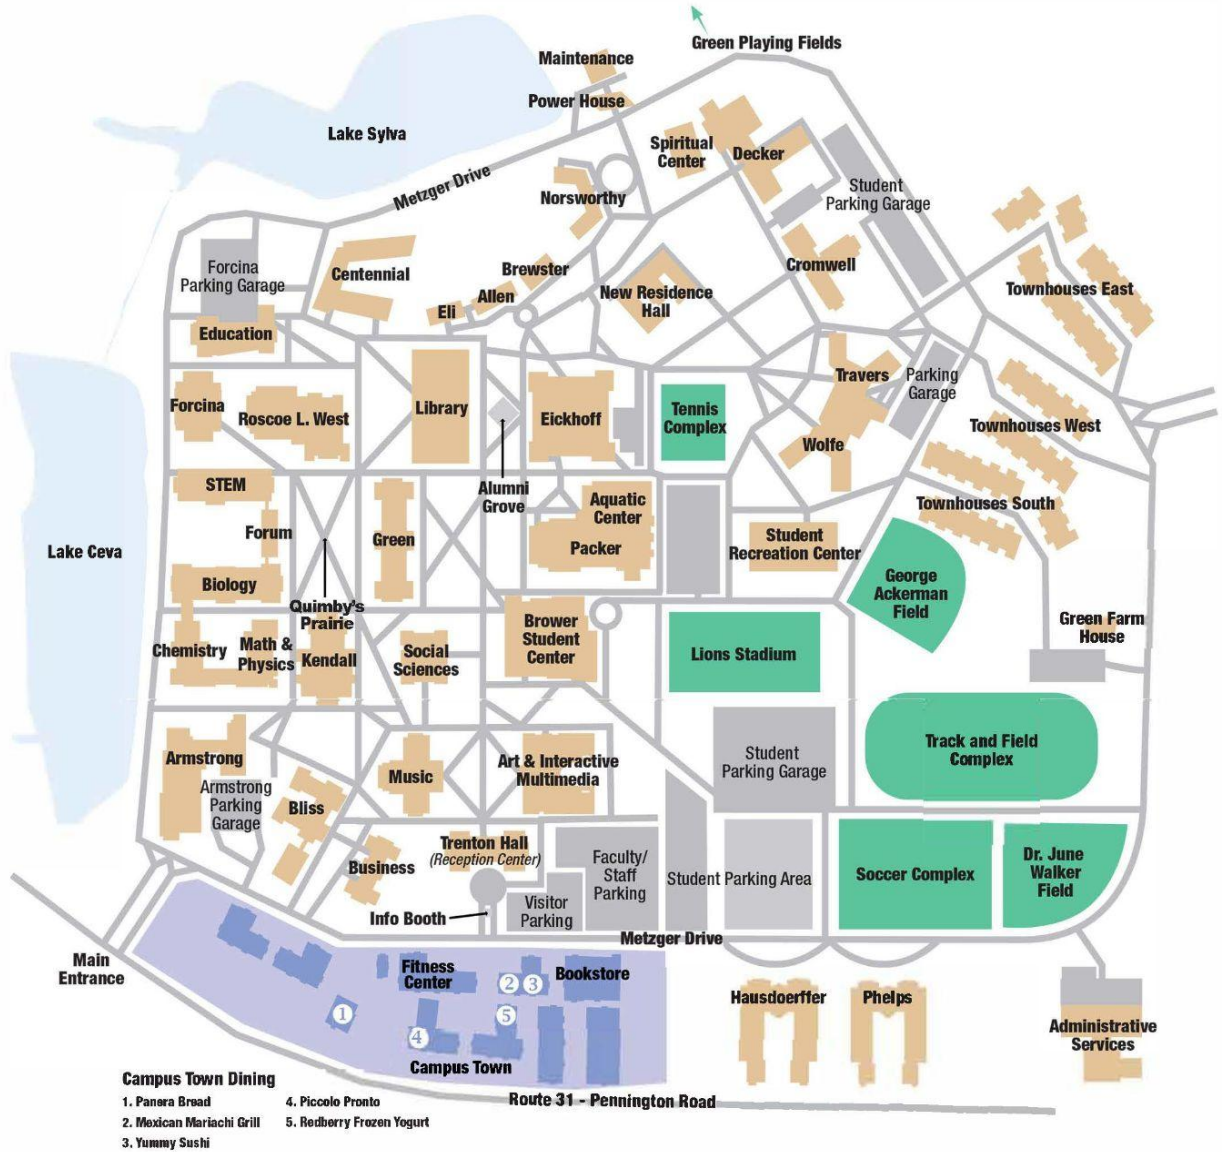 Green Playing Fields
Maintenance
Power House
Lake Sylva
Spiritual
Center
Decker
Metzger Drive
Norsworthy
Student
Parking Garage
Forcina
Parking Garage
Centennial
Brewster
Allen
Eli
New Residence
Hall
Cromwell
Townhouses East
Education
Travers
Parking
Garage
Forcina
Roscoe L. West
Library
Eickhoff
Tennis
Complex
Wolfe
Townhouses West
STEM
Alumni
Grove
Aquatic
Center
Packer
Townhouses South
Forum
Green
Student
Recreation Center
Lake Ceva
Biology
Quimby's
Prairie
George
Ackerman
Field
Green Farm
House
Chemistry
Math &
Physics
Kendall
Social
Sciences
Brower
Student
Center
Lions Stadium
Armstrong
Armstrong
Parking
Garage
Bliss
Music
Art & Interactive
Multimedia
Student
Parking Garage
Track and Field
Complex
Business
Trenton Hall
(Reception Center)
Faculty/
Staff
Parking
Student Parking Area
Soccer Complex
Dr. June
Walker
Field
Info Booth
Visitor
Parking
Metzger Drive
Main
Entrance
Fitness
Center
2
3
Bookstore
1
4
5
Campus Town
Hausdoerffer
Phelps
Administrative
Services
Route 31 - Pennington Road
Campus Town Dining
1. Panera Bread
2. Mexican Mariachi Grill
3. Yummy Sushi
4. Piccolo Pronto
5. Redberry Frozen Yogurt